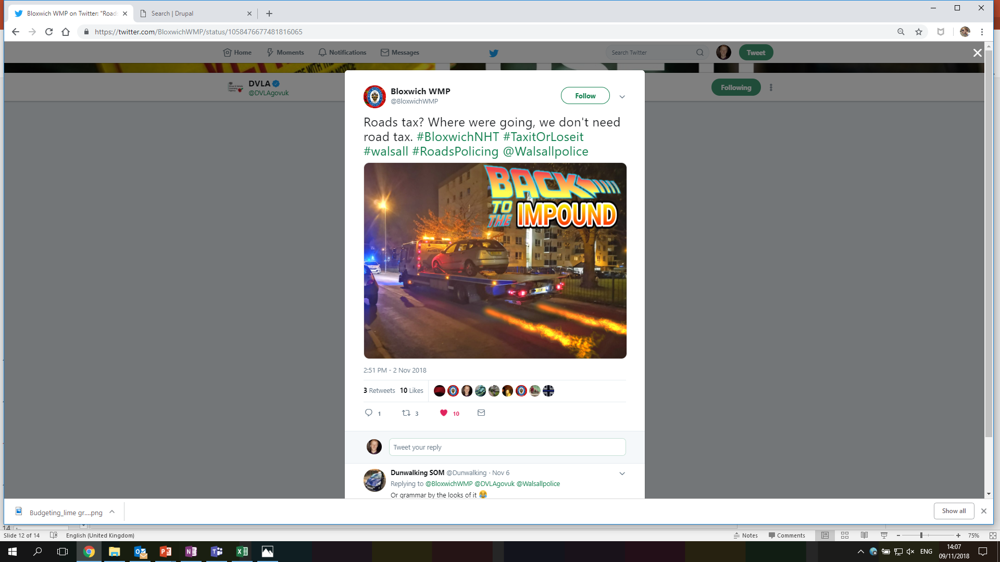 Bloxwich WMP on Twitter: "Roads
Search | Drupal
https://twitter.com/BloxwichWMP/status/1058476677481816065
Home
Moments
Notifications
Messages
Search Twitter
Tweet
DVLA
@DVLAgovuk
Following
Bloxwich WMP
@BloxwichWMP
Follow
Roads tax? Where were going, we don't need
road tax. #BloxwichNHT #TaxitOrLoseit
#walsall #RoadsPolicing @Walsallpolice
BACK
TO
THE IMPOUND
2:51 PM - 2 Nov 2018
3 Retweets 10 Likes
1
3
10
Tweet your reply
Dunwalking SOM @Dunwalking · Nov 6
Replying to @BloxwichWMP @DVLAgovuk @Walsallpolice
Or grammar by the looks of it 😂
Budgeting_lime gr....png
Show all
14
Slide 12 of 14
English (United Kingdom)
Notes
Comments
75%
ENG
14:07
09/11/2018